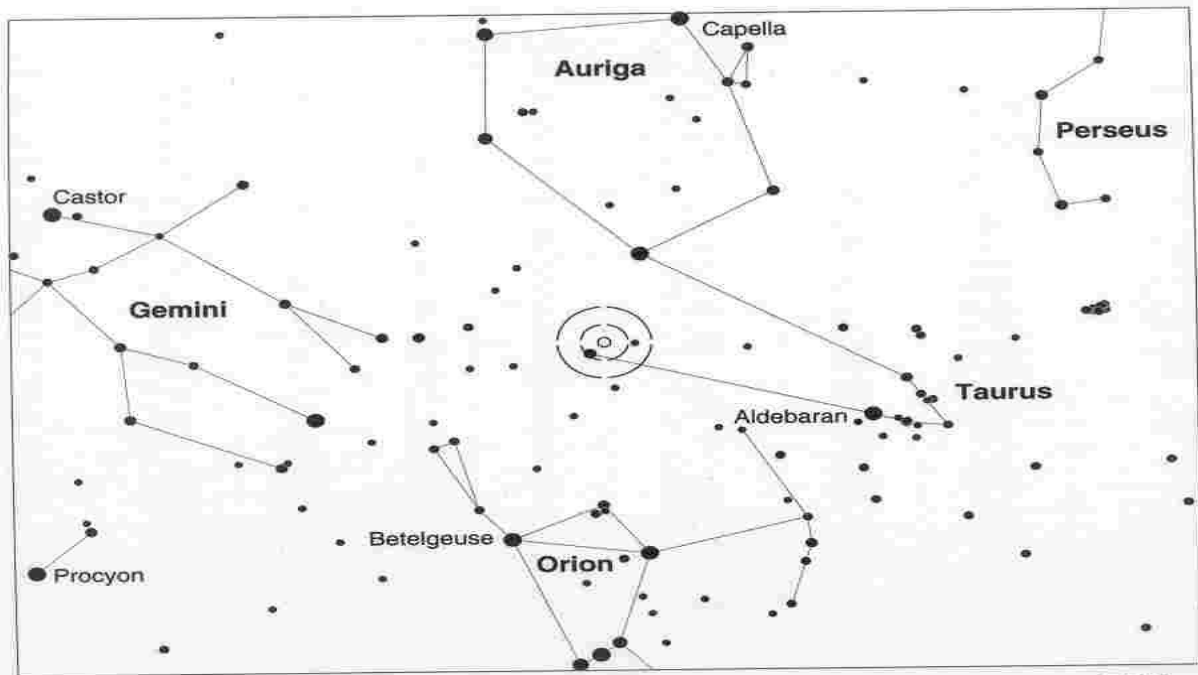 Capella
Auriga
Perseus
Castor
Gemini
Taurus
Aldebaran
Betelgeuse
Orion
Procyon